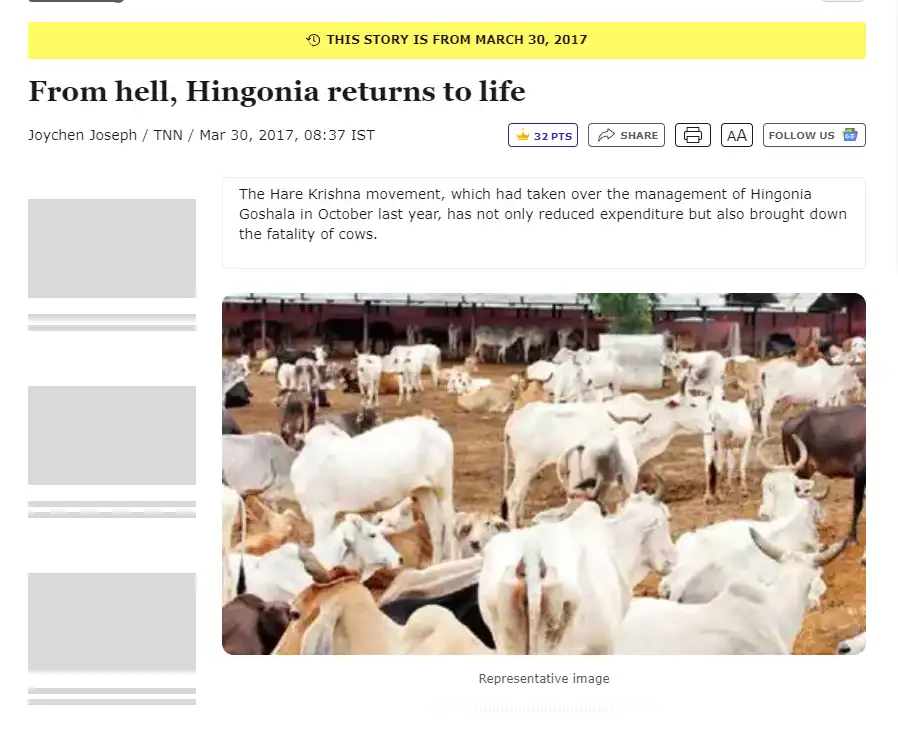 THIS STORY IS FROM MARCH 30, 2017
From hell, Hingonia returns to life
Joychen Joseph / TNN / Mar 30, 2017, 08:37 IST
32 PTS
SHARE
AA
FOLLOW US
The Hare Krishna movement, which had taken over the management of Hingonia
Goshala in October last year, has not only reduced expenditure but also brought down
the fatality of cows.
Representative image